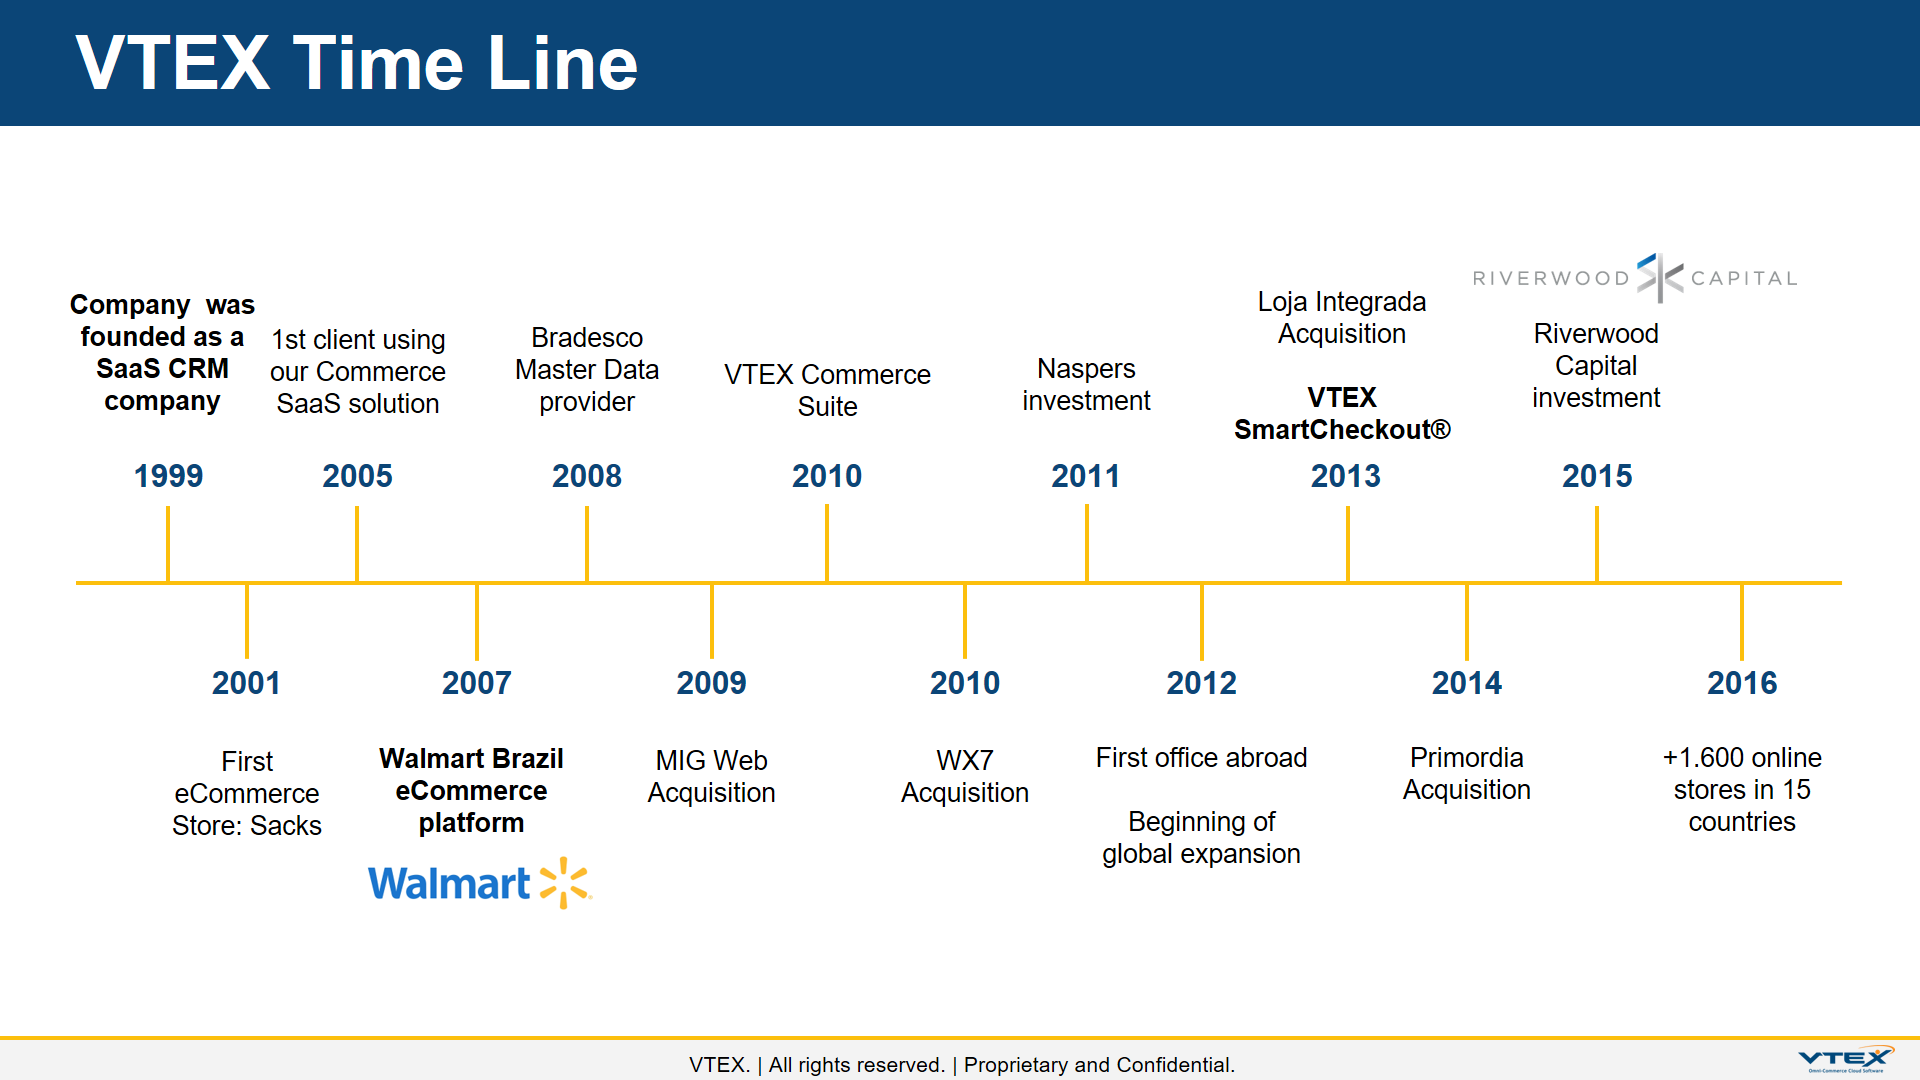 VTEX Time Line
RIVERWOOD CAPITAL
Company  was
founded as a
SaaS CRM
company
1999
1st client using
our Commerce
SaaS solution
2005
Bradesco
Master Data
provider
2008
VTEX Commerce
Suite
2010
Naspers
investment
2011
Loja Integrada
Acquisition
VTEX
SmartCheckout®
2013
Riverwood
Capital
investment
2015
2001
First
eCommerce
Store: Sacks
2007
Walmart Brazil
eCommerce
platform
Walmart
2009
MIG Web
Acquisition
2010
WX7
Acquisition
2012
First office abroad
Beginning of
global expansion
2014
Primordia
Acquisition
2016
+1.600 online
stores in 15
countries
VTEX. | All rights reserved. | Proprietary and Confidential.
VTEX
Omni-Commerce Cloud Software